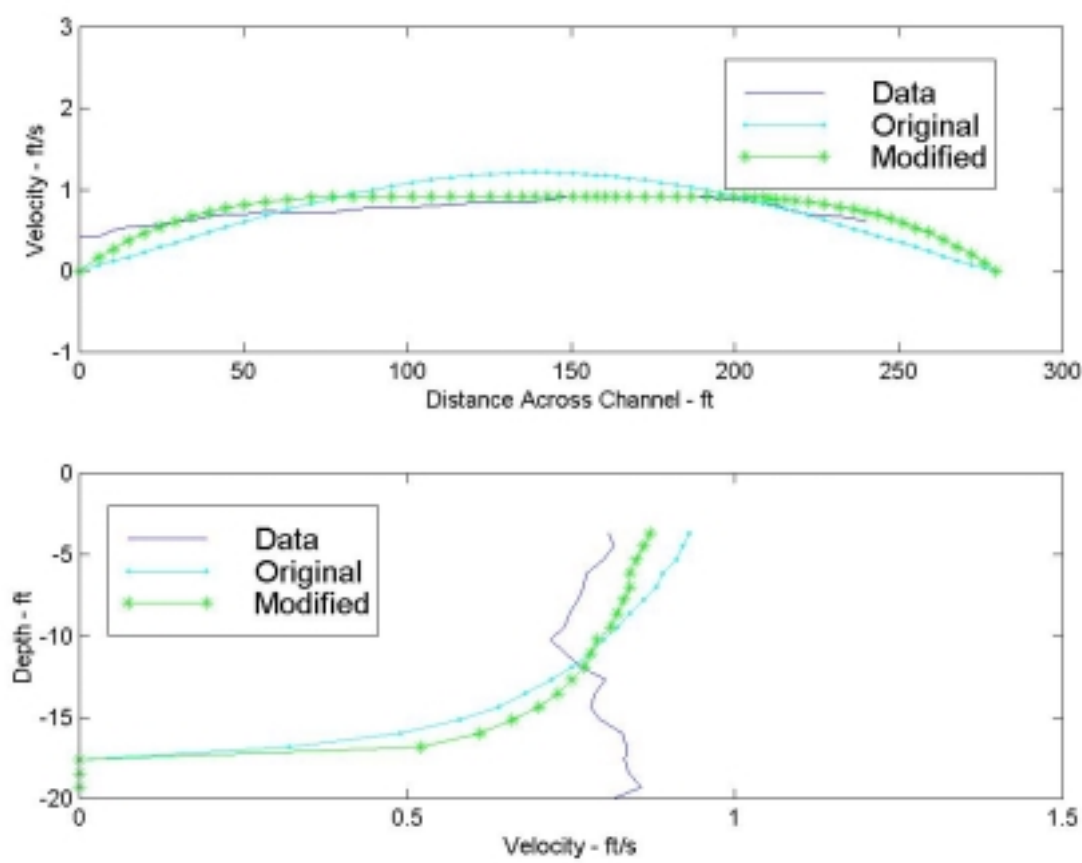 3
2
1
0
-1
Velocity - ft/s
Data
Original
Modified
0 50 100 150 200 250 300
Distance Across Channel - ft
0
-5
-10
-15
-20
Depth - ft
Data
Original
Modified
0 0.5 1 1.5
Velocity - ft/s